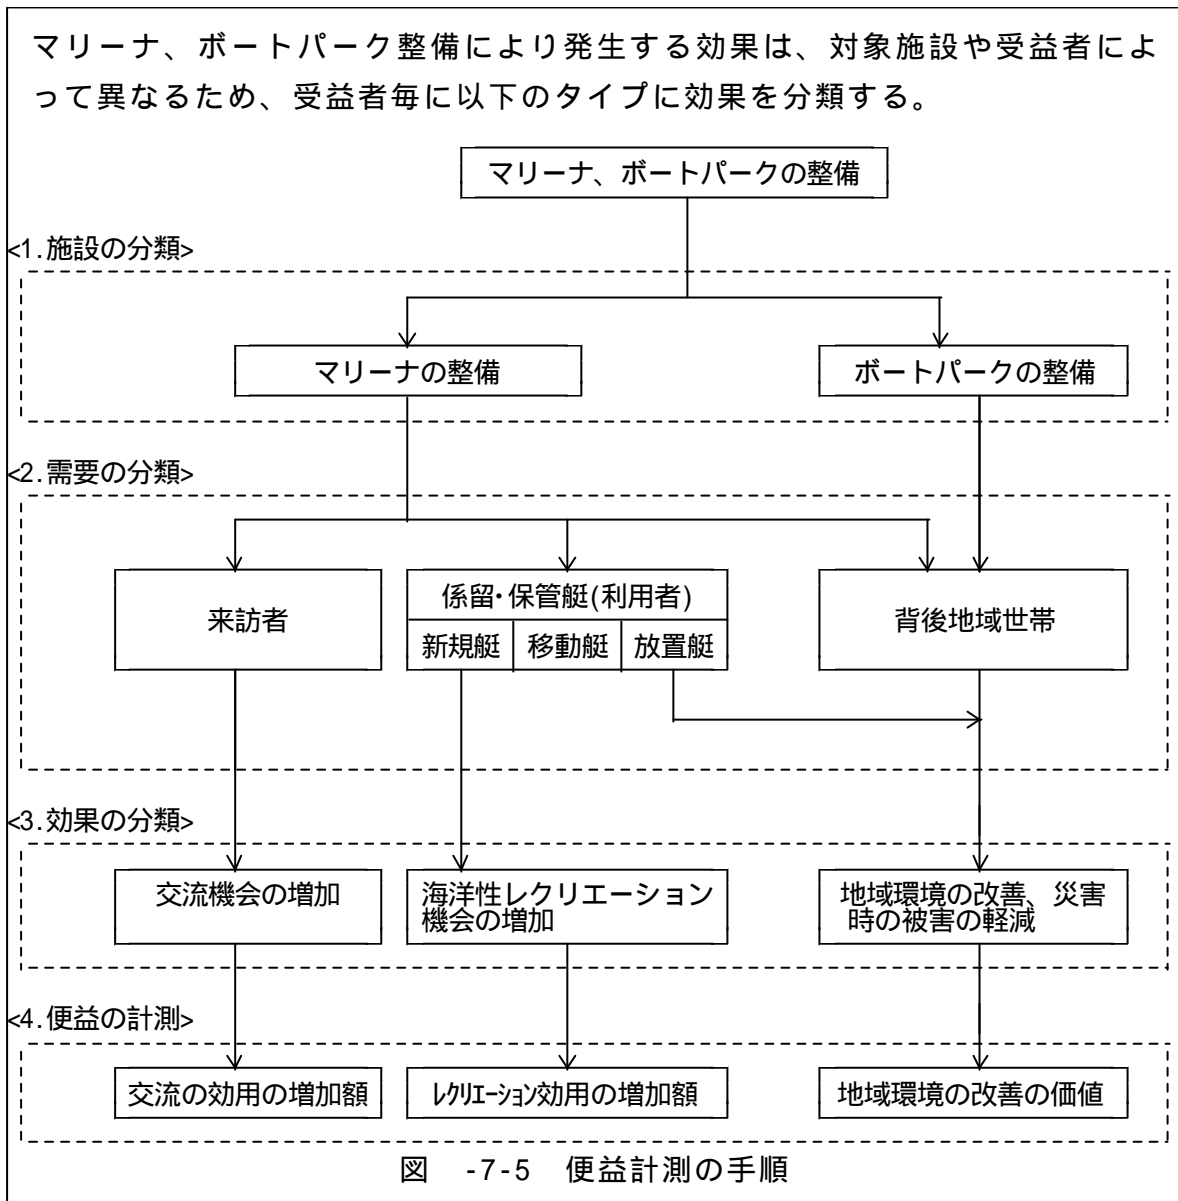 マリーナ、ボートパーク整備により発生する効果は、対象施設や受益者によ
って異なるため、受益者毎に以下のタイプに効果を分類する。
マリーナ、ボートパークの整備
<1.施設の分類>
マリーナの整備
ボートパークの整備
<2.需要の分類>
来訪者
係留・保管艇(利用者)
新規艇 移動艇 放置艇
背後地域世帯
<3.効果の分類>
交流機会の増加
海洋性レクリエーション
機会の増加
地域環境の改善、災害
時の被害の軽減
<4.便益の計測>
交流の効用の増加額
ﾚｸﾘｴｰｼｮﾝ効用の増加額
地域環境の改善の価値
図 -7-5 便益計測の手順